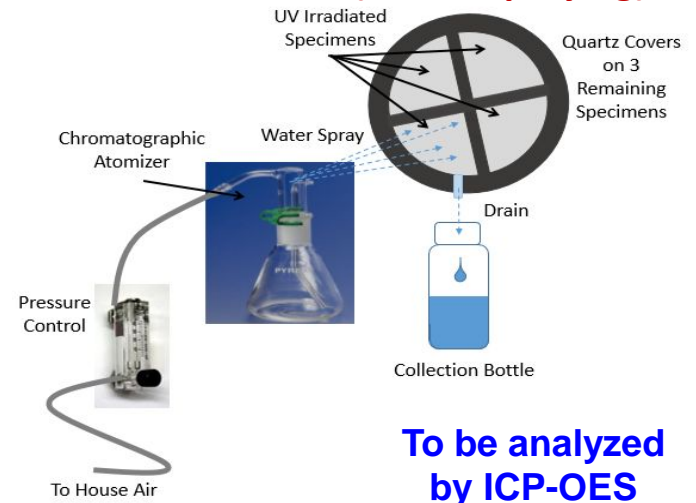 UV Irradiated
Specimens
Quartz Covers
on 3
Remaining
Specimens
Chromatographic
Atomizer
Water Spray
Drain
PYREX
Pressure
Control
Collection Bottle
To House Air
To be analyzed
by ICP-OES